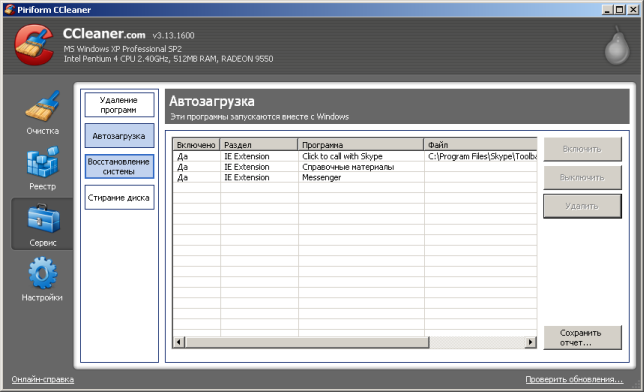 Piriform CCleaner
CCleaner.com v3.13.1600
MS Windows XP Professional SP2
Intel Pentium 4 CPU 2.40GHz, 512MB RAM, RADEON 9550
Очистка
Реестр
Сервис
Настройки
Удаление
программ
Автозагрузка
Восстановление
системы
Стирание диска
Автозагрузка
Эти программы запускаются вместе с Windows
Включено Раздел Программа Файл
Да IE Extension Click to call with Skype C:\Program Files\Skype\Toolba
Да IE Extension Справочные материалы
Да IE Extension Messenger
Включить
Выключить
Удалить
Сохранить
отчет...
Онлайн-справка
Проверить обновления...